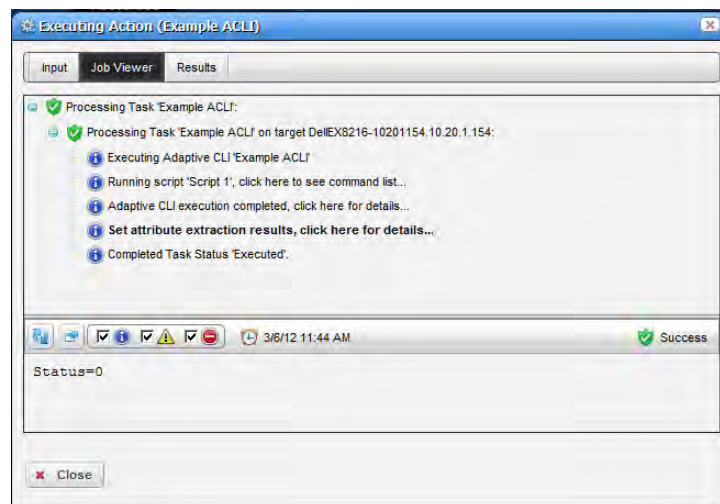 Executing Action (Example ACLI)
Input Job Viewer Results
Processing Task 'Example ACLI':
Processing Task 'Example ACLI' on target DellEX8216-10201154.10.20.1.154:
Executing Adaptive CLI 'Example ACLI'
Running script 'Script 1', click here to see command list...
Adaptive CLI execution completed, click here for details...
Set attribute extraction results, click here for details...
Completed Task Status 'Executed'.
3/6/12 11:44 AM Success
Status=0
Close